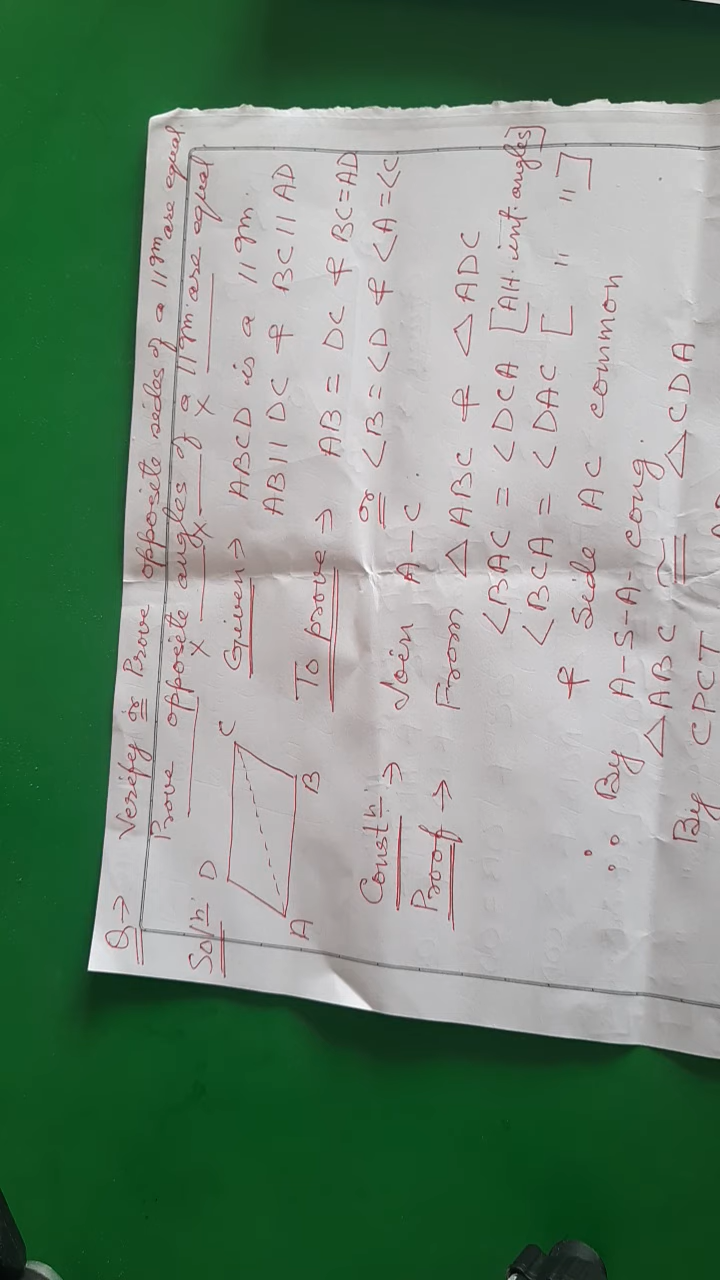 Q→ Verify or Prove opposite sides of a ||gm are equal.
Prove opposite angles of a ||gm are equal
x x x
Sol'n. Given → ABCD is a ||gm.
AB || DC & BC || AD
D C
A B
To prove → AB = DC & BC = AD
or <B = <D & <A = <C
Const'n → Join A-C.
Proof → From △ABC & △ADC
<BAC = <DCA [Alt. int. angles]
<BCA = <DAC [ " " ]
& Side AC common
∴ By A-S-A-cong.
△ABC ≅ △CDA
By CPCT